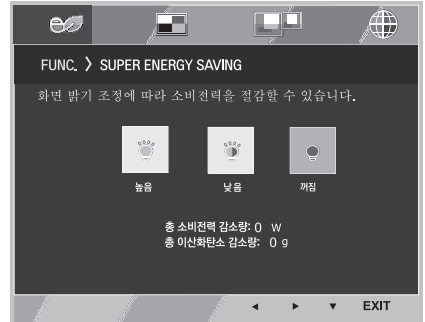 FUNC. > SUPER ENERGY SAVING
화면 밝기 조정에 따라 소비전력을 절감할 수 있습니다.
높음 낮음 꺼짐
총 소비전력 감소량: 0 W
총 이산화탄소 감소량: 0 g
◄ ► ▼ EXIT